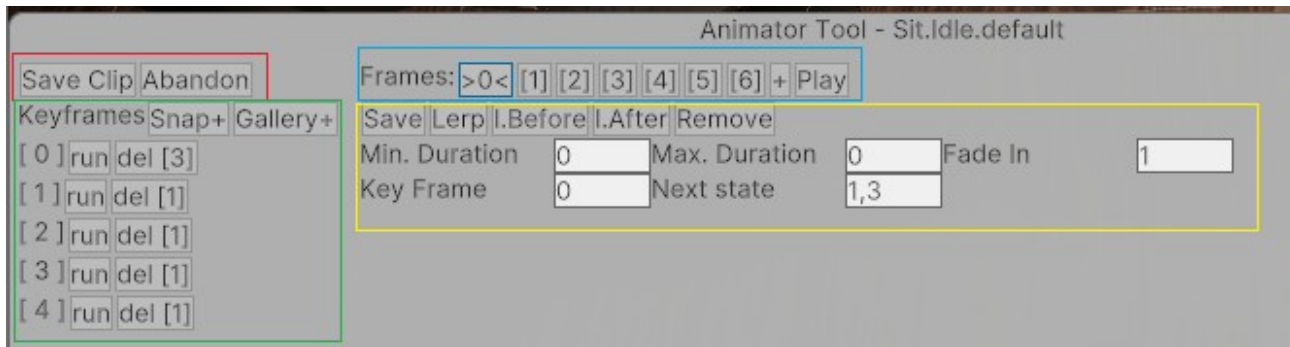 Animator Tool - Sit.Idle.default
Save Clip Abandon
Frames: >0< [1] [2] [3] [4] [5] [6] + Play
Keyframes Snap+ Gallery+
[ 0 ] run del [3]
[ 1 ] run del [1]
[ 2 ] run del [1]
[ 3 ] run del [1]
[ 4 ] run del [1]
Save Lerp I.Before I.After Remove
Min. Duration 0 Max. Duration 0 Fade In 1
Key Frame 0 Next state 1,3